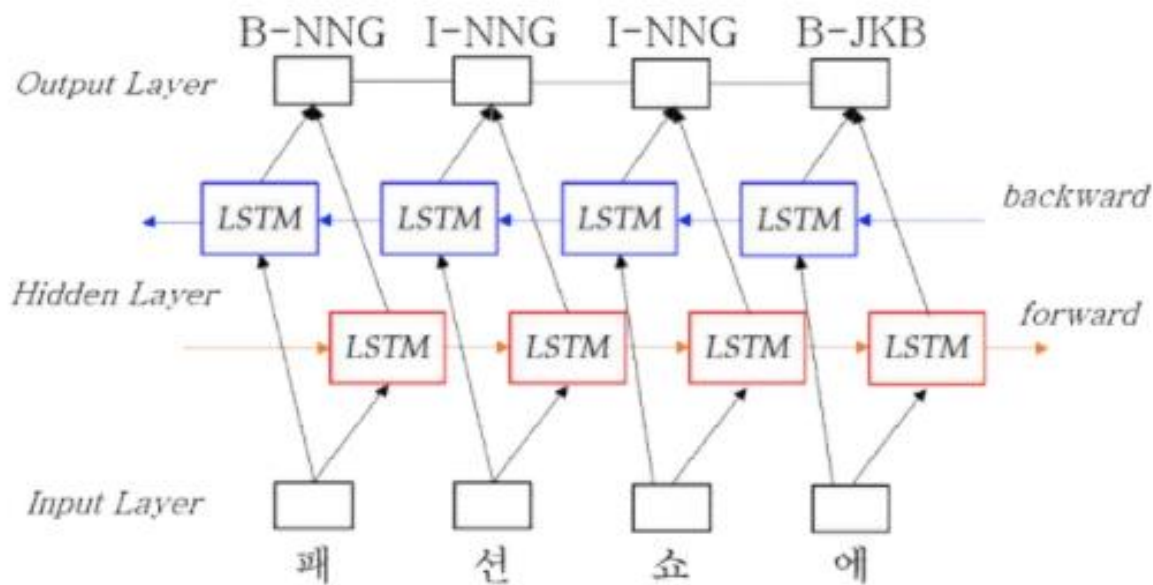 B-NNG I-NNG I-NNG B-JKB
Output Layer
LSTM LSTM LSTM LSTM backward
Hidden Layer
LSTM LSTM LSTM LSTM forward
Input Layer
패 션 쇼 에